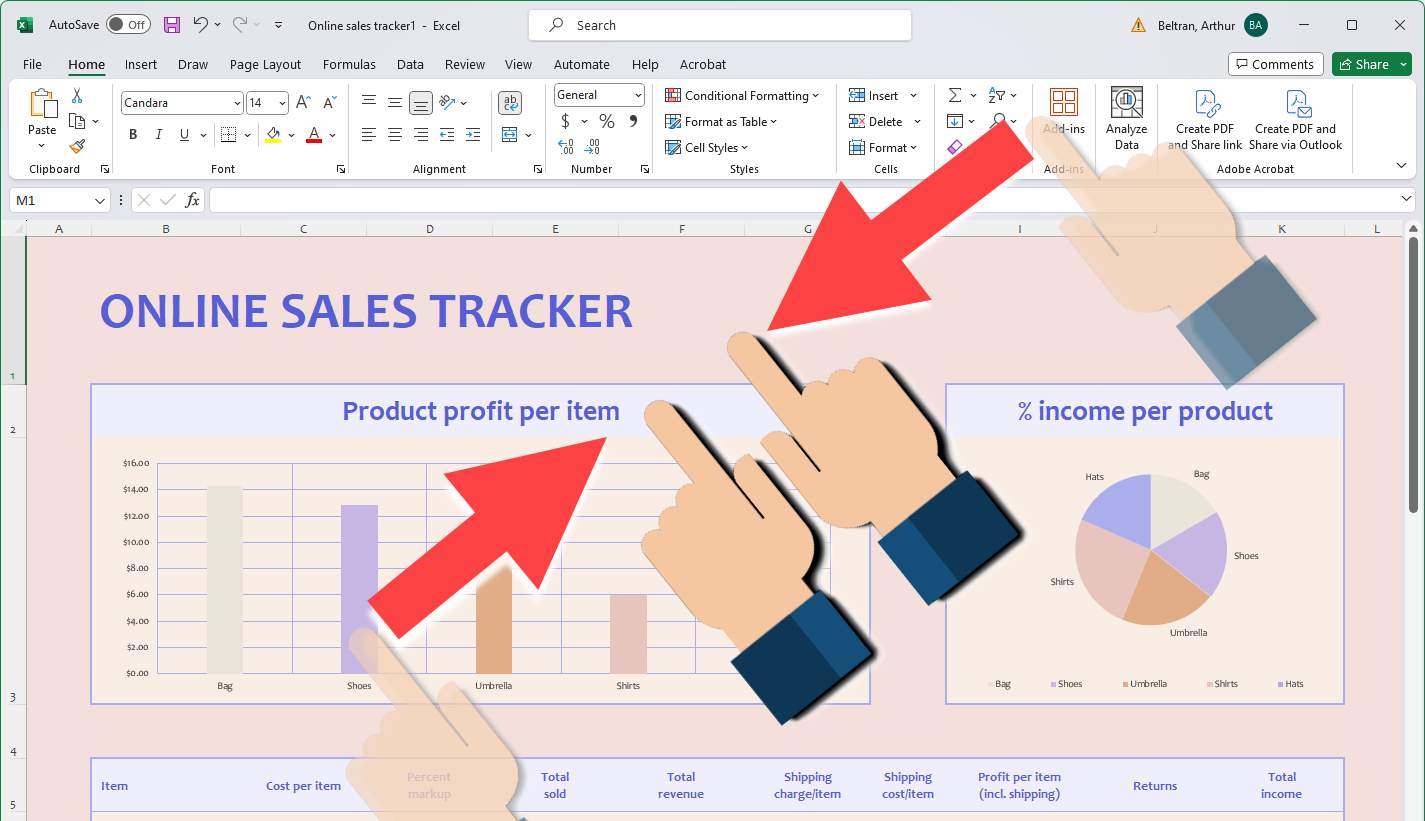 AutoSave Off Online sales tracker1 - Excel Search Beltran, Arthur BA
File Home Insert Draw Page Layout Formulas Data Review View Automate Help Acrobat Comments Share
Candara 14 A A General Conditional Formatting Insert
Paste B I U A ab $ % Format as Table Delete Add-ins Analyze Data Create PDF and Share link Create PDF and Share via Outlook
Cell Styles Format
Clipboard Font Alignment Number Styles Cells Add-ins Adobe Acrobat
M1 fx
A B C D E F G I J K L
ONLINE SALES TRACKER
1
Product profit per item % income per product
2
$16.00
$14.00
$12.00
$10.00
$8.00
$6.00
$4.00
$2.00
$0.00
Bag Shoes Umbrella Shirts
Hats Bag
Shoes
Shirts
Umbrella
Bag Shoes Umbrella Shirts Hats
3
4
Item Cost per item Percent markup Total sold Total revenue Shipping charge/item Shipping cost/item Profit per item (incl. shipping) Returns Total income
5